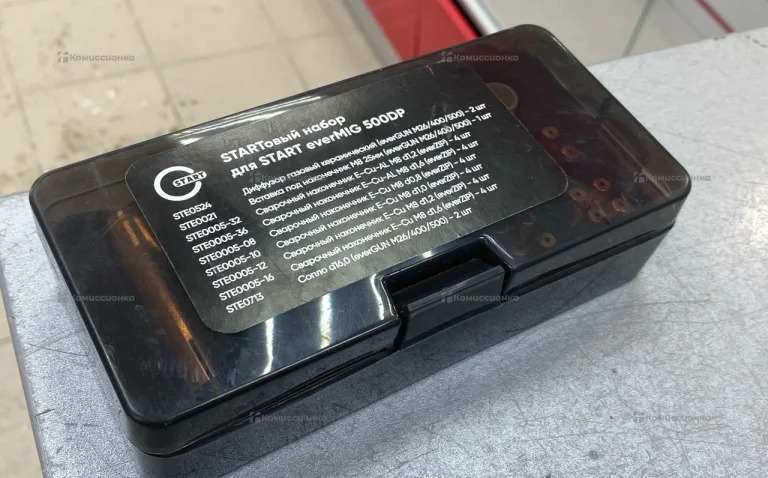 START
STARTовый набор
для START everMIG 500DP
STE0524 Диффузор газовый керамический (everGUN M26/400/500) - 2 шт
STE0021 Вставка под наконечник M8 25мм (everGUN M26/400/500) - 1 шт
STE0005-32 Сварочный наконечник E-Cu-AL M8 d1,2 (everZIP) - 4 шт
STE0005-36 Сварочный наконечник E-Cu-AL M8 d1,6 (everZIP) - 4 шт
STE0005-08 Сварочный наконечник E-Cu M8 d0,8 (everZIP) - 4 шт
STE0005-10 Сварочный наконечник E-Cu M8 d1,0 (everZIP) - 4 шт
STE0005-12 Сварочный наконечник E-Cu M8 d1,2 (everZIP) - 4 шт
STE0005-16 Сварочный наконечник E-Cu M8 d1,6 (everZIP) - 4 шт
STE0713 Сопло d16,0 (everGUN M26/400/500) - 2 шт
Комиссионка
Комиссионка
Комиссионка
Комиссионка
Комиссионка
Комиссионка
Комиссионка
Комиссионка